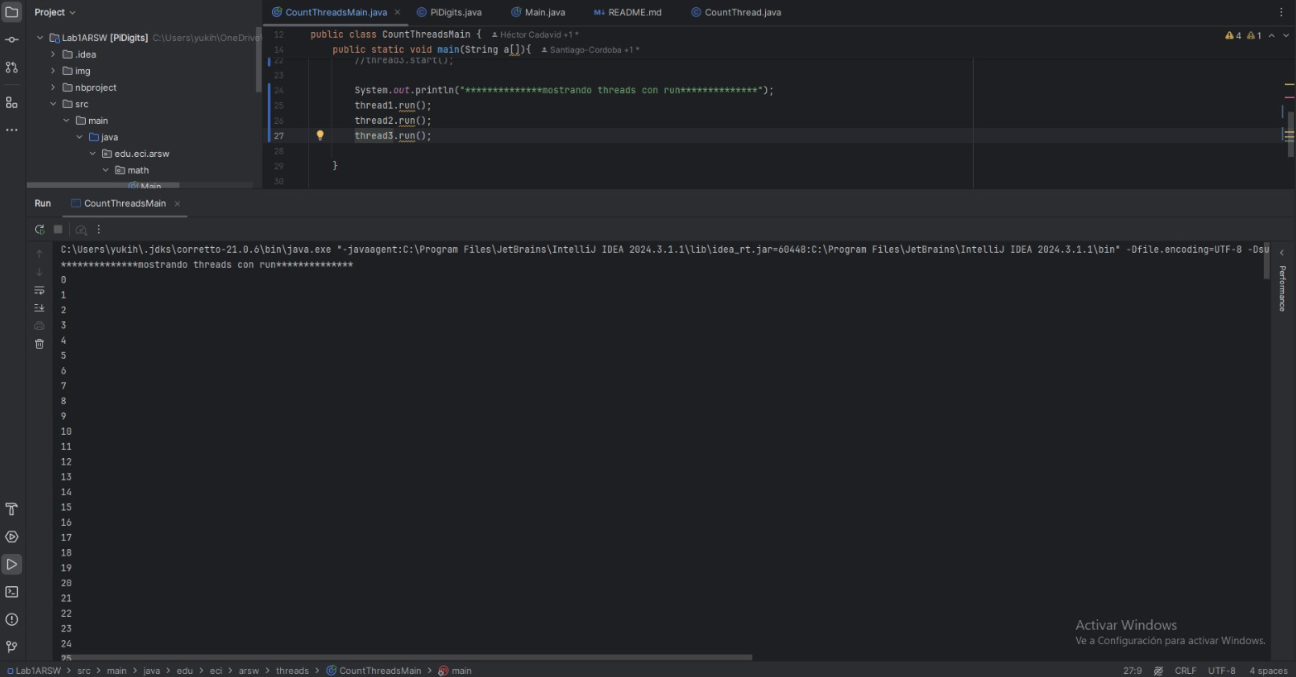 Project
CountThreadsMain.java
PiDigits.java
Main.java
M↓ README.md
CountThread.java
Lab1ARSW [PiDigits] C:\Users\yukih\OneDrive\
.idea
img
nbproject
src
main
java
edu.eci.arsw
math
Main
12 public class CountThreadsMain { Héctor Cadavid +1 *
14 public static void main(String a[]){ Santiago-Cordoba +1 *
22 //thread3.start();
23
24 System.out.println("**************mostrando threads con run**************");
25 thread1.run();
26 thread2.run();
27 thread3.run();
28
29 }
30
4 1
Run CountThreadsMain
C:\Users\yukih\.jdks\corretto-21.0.6\bin\java.exe "-javaagent:C:\Program Files\JetBrains\IntelliJ IDEA 2024.3.1.1\lib\idea_rt.jar=60448:C:\Program Files\JetBrains\IntelliJ IDEA 2024.3.1.1\bin" -Dfile.encoding=UTF-8 -Dsu
**************mostrando threads con run**************
0
1
2
3
4
5
6
7
8
9
10
11
12
13
14
15
16
17
18
19
20
21
22
23
24
25
Performance
Activar Windows
Ve a Configuración para activar Windows.
Lab1ARSW > src > main > java > edu > eci > arsw > threads > CountThreadsMain > main
27:9 CRLF UTF-8 4 spaces